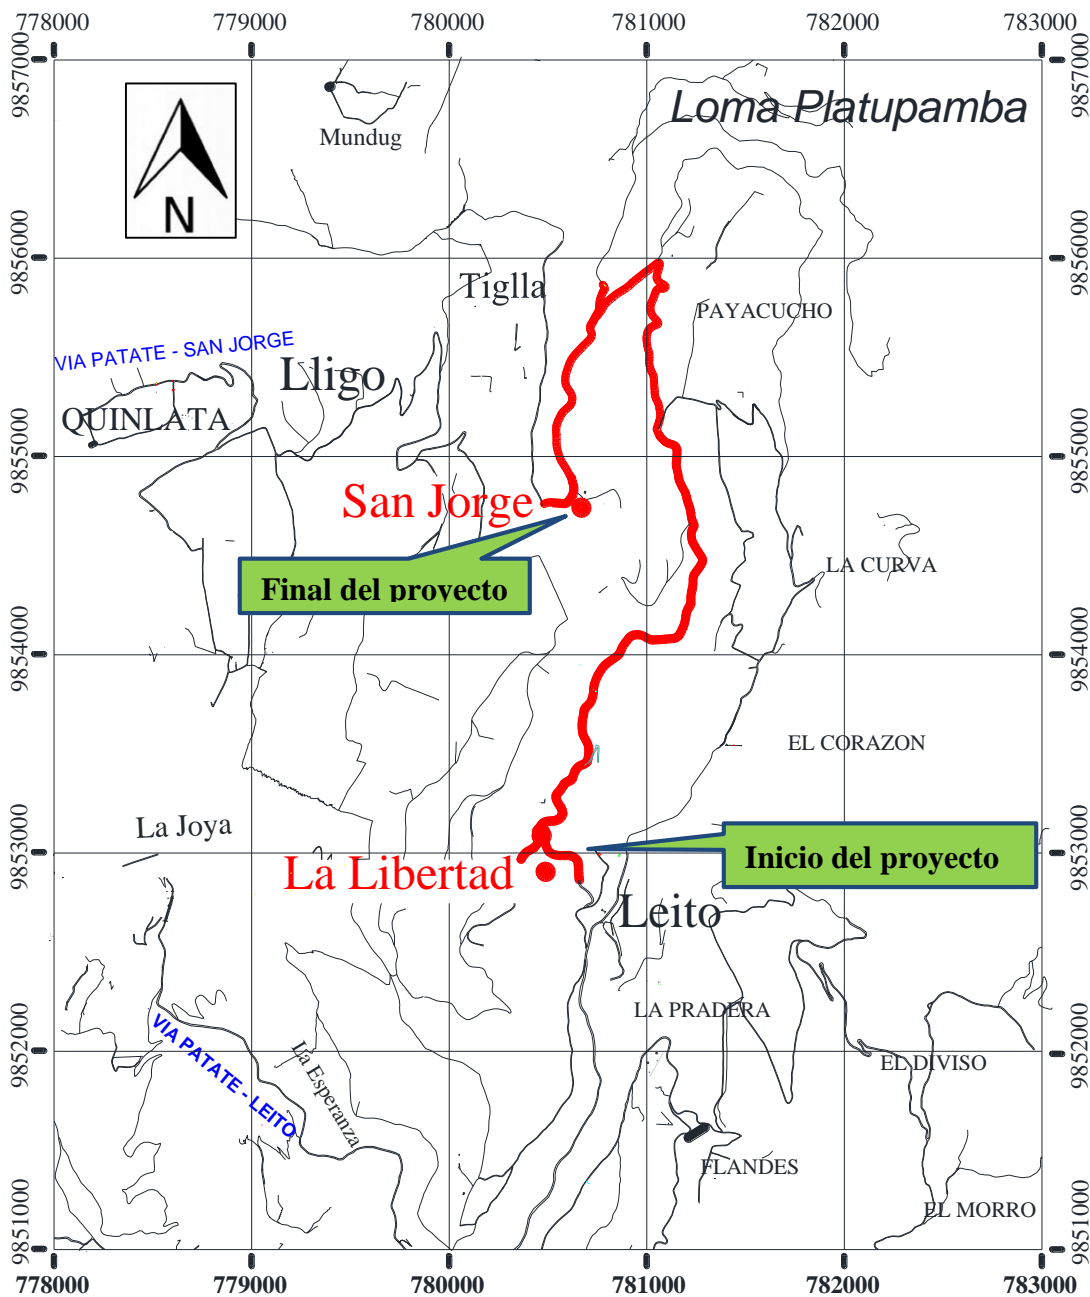 778000 779000 780000 781000 782000 783000
9857000 9857000
Loma Platupamba
Mundug
N
9856000 9856000
Tiglla
PAYACUCHO
VIA PATATE - SAN JORGE
Lligo
QUINLATA
9855000 9855000
San Jorge
LA CURVA
Final del proyecto
9854000 9854000
EL CORAZON
La Joya
9853000 9853000
Inicio del proyecto
La Libertad
Leito
LA PRADERA
9852000 9852000
VIA PATATE - LEITO
La Esperanza
EL DIVISO
FLANDES
EL MORRO
9851000 9851000
778000 779000 780000 781000 782000 783000